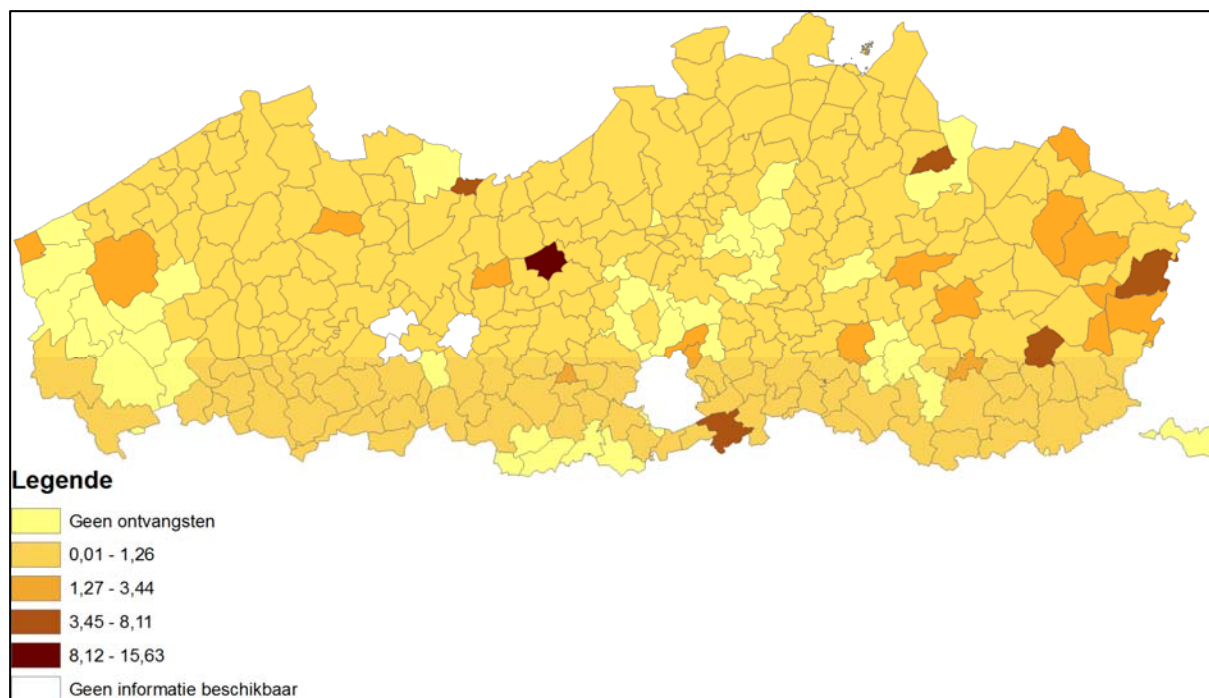 Legende
Geen ontvangsten
0,01 - 1,26
1,27 - 3,44
3,45 - 8,11
8,12 - 15,63
Geen informatie beschikbaar